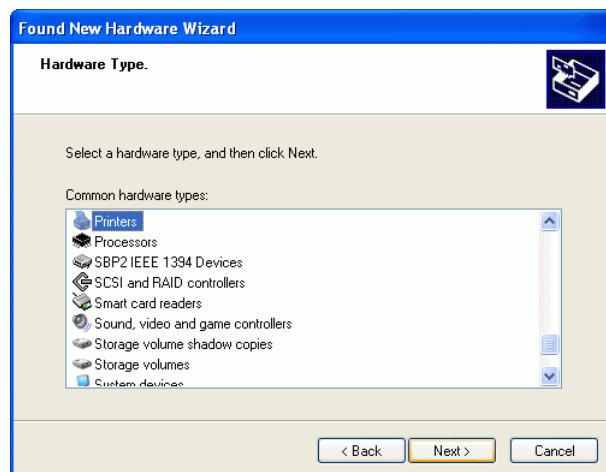 Found New Hardware Wizard
Hardware Type.
Select a hardware type, and then click Next.
Common hardware types:
Printers
Processors
SBP2 IEEE 1394 Devices
SCSI and RAID controllers
Smart card readers
Sound, video and game controllers
Storage volume shadow copies
Storage volumes
System devices
< Back Next > Cancel